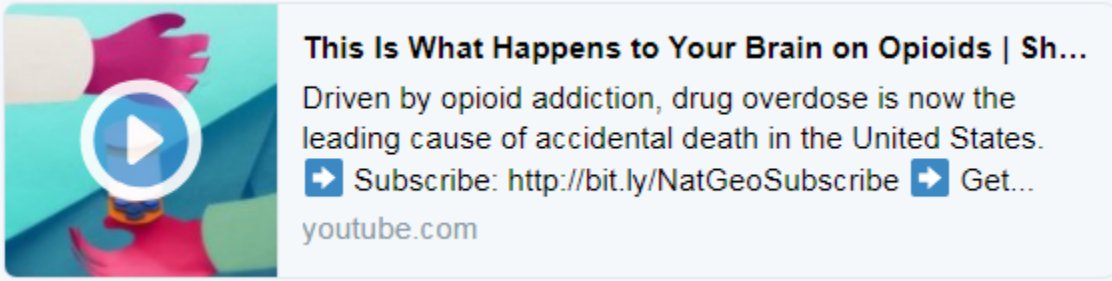 This Is What Happens to Your Brain on Opioids | Sh...
Driven by opioid addiction, drug overdose is now the
leading cause of accidental death in the United States.
➡ Subscribe: http://bit.ly/NatGeoSubscribe ➡ Get...
youtube.com